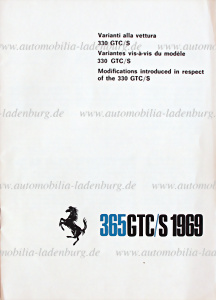 Varianti alla vettura
330 GTC/S
Variantes vis-à-vis du modèle
330 GTC/S
Modifications introduced in respect
of the 330 GTC/S
www.automobilia-ladenburg.de
www.automobilia-ladenburg.de
www.automobilia-ladenburg.de
365GTC/S 1969
www.automobilia-ladenburg.de